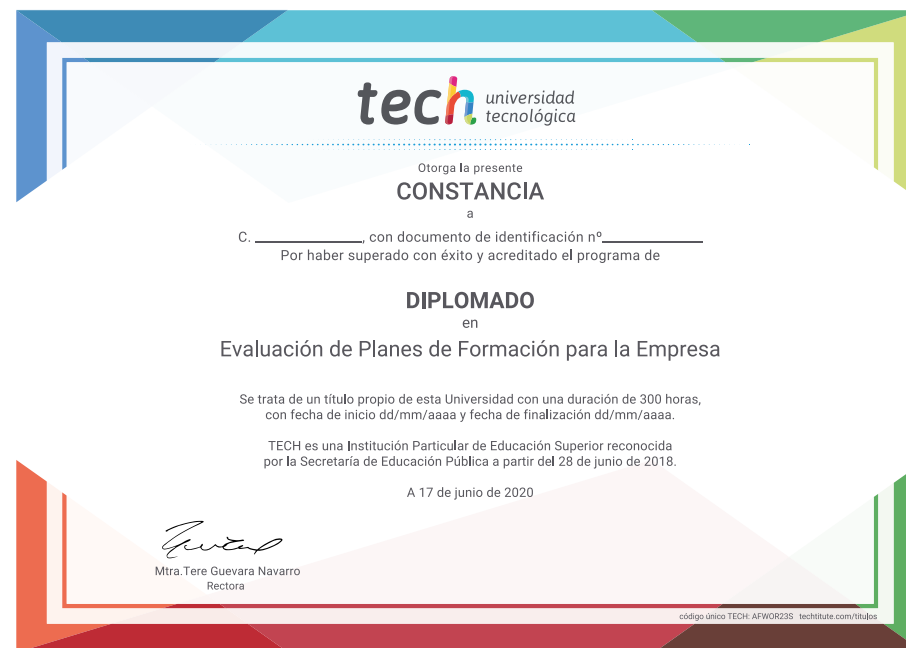 tech universidad
tecnológica
Otorga la presente
CONSTANCIA
a
C. ______________, con documento de identificación nº______________
Por haber superado con éxito y acreditado el programa de
DIPLOMADO
en
Evaluación de Planes de Formación para la Empresa
Se trata de un título propio de esta Universidad con una duración de 300 horas,
con fecha de inicio dd/mm/aaaa y fecha de finalización dd/mm/aaaa.
TECH es una Institución Particular de Educación Superior reconocida
por la Secretaría de Educación Pública a partir del 28 de junio de 2018.
A 17 de junio de 2020
Mtra.Tere Guevara Navarro
Rectora
código único TECH: AFWOR23S techtitute.com/titulos